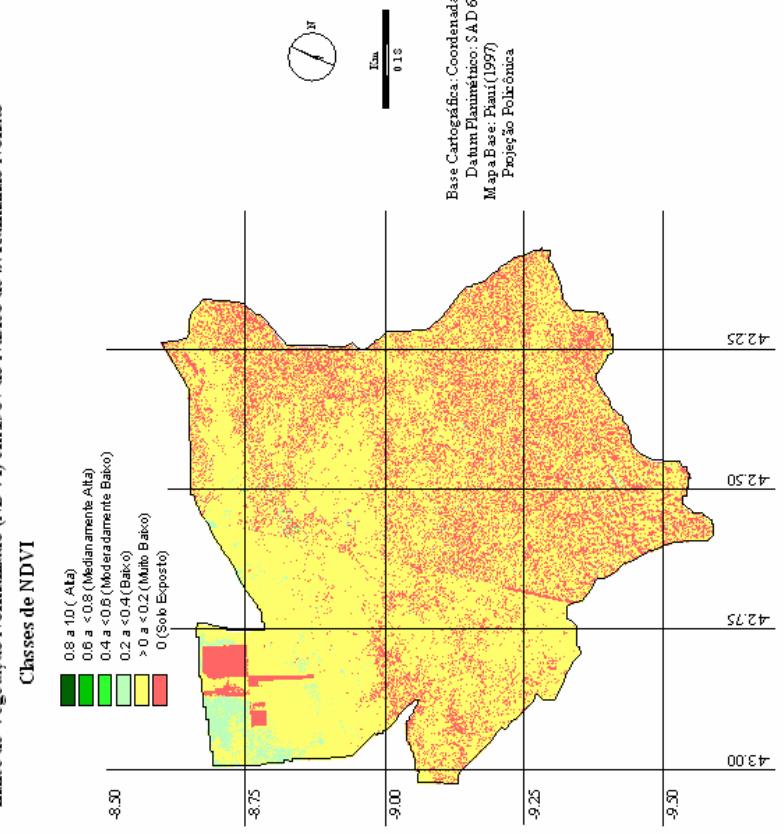 Classes de NDVI
0.8 a 1.0 ( Alta)
0.6 a < 0.8 (Medianamente Alta)
0.4 a < 0.6 (Moderadamente Baixo)
0.2 a < 0.4 (Baixo)
> 0 a < 0.2 (Muito Baixo)
0 (Solo Exposto)
N
Km
0 18
Base Cartográfica: Coordenada
Datum Planimétrico: SAD 6
Mapa Base: Piauí (1997)
Projeção Policônica
-8.50
-8.75
-9.00
-9.25
-9.50
-42.25
-42.50
-42.75
-43.00